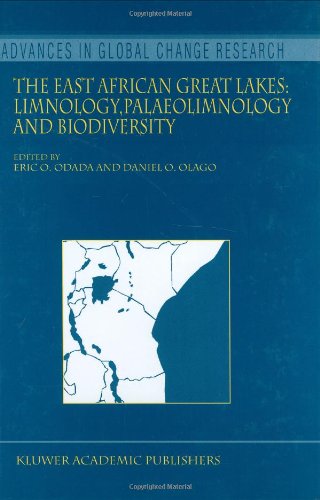 ADVANCES IN GLOBAL CHANGE RESEARCH
THE EAST AFRICAN GREAT LAKES:
LIMNOLOGY, PALAEOLIMNOLOGY
AND BIODIVERSITY
EDITED BY
ERIC O. ODADA AND DANIEL O. OLAGO
KLUWER ACADEMIC PUBLISHERS